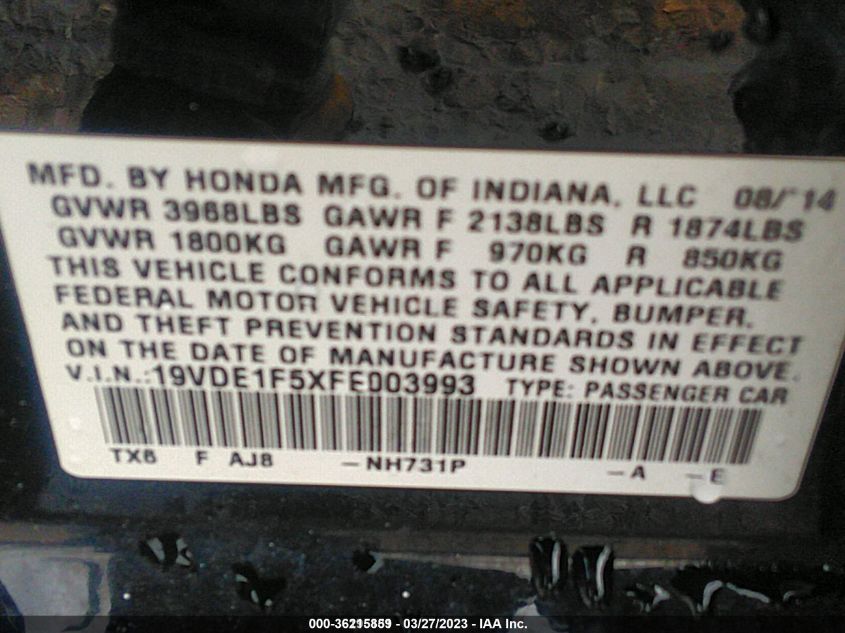 MFD. BY HONDA MFG. OF INDIANA, LLC 08/14
GVWR 3968LBS GAWR F 2138LBS R 1874LBS
GVWR 1800KG GAWR F 970KG R 850KG
THIS VEHICLE CONFORMS TO ALL APPLICABLE
FEDERAL MOTOR VEHICLE SAFETY, BUMPER,
AND THEFT PREVENTION STANDARDS IN EFFECT
ON THE DATE OF MANUFACTURE SHOWN ABOVE.
V.I.N.:19VDE1F5XFE003993 TYPE: PASSENGER CAR
TX6 F AJ8 -NH731P -A -E
000-36215859 - 03/27/2023 - IAA Inc.